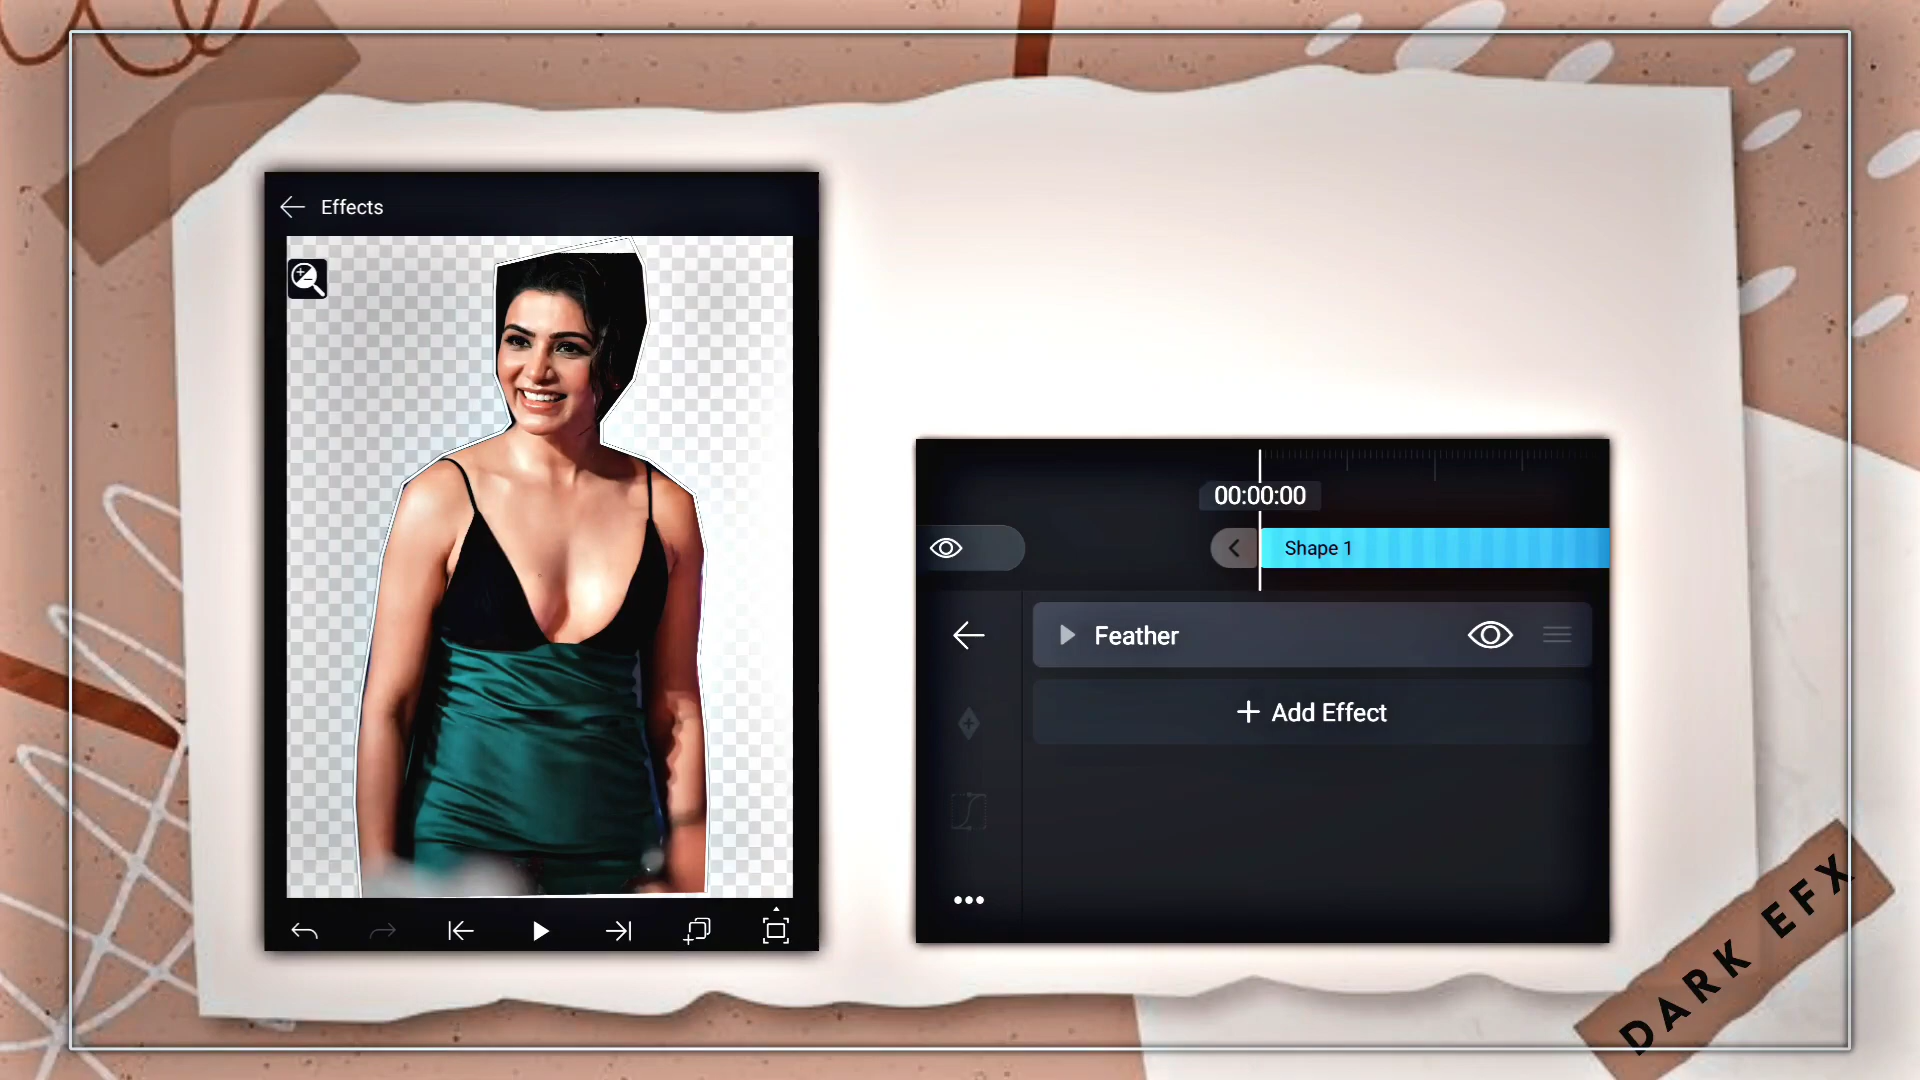 Effects
00:00:00
Shape 1
Feather
+ Add Effect
DARK EFX